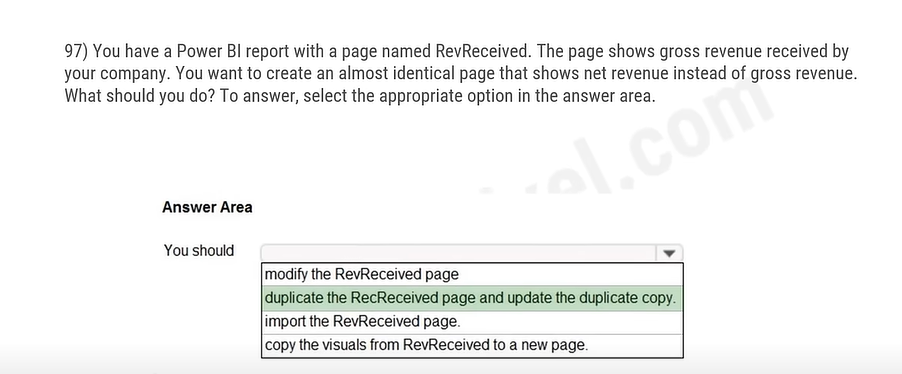 97) You have a Power BI report with a page named RevReceived. The page shows gross revenue received by
your company. You want to create an almost identical page that shows net revenue instead of gross revenue.
What should you do? To answer, select the appropriate option in the answer area.
el.com
Answer Area
You should
modify the RevReceived page
duplicate the RecReceived page and update the duplicate copy.
import the RevReceived page.
copy the visuals from RevReceived to a new page.